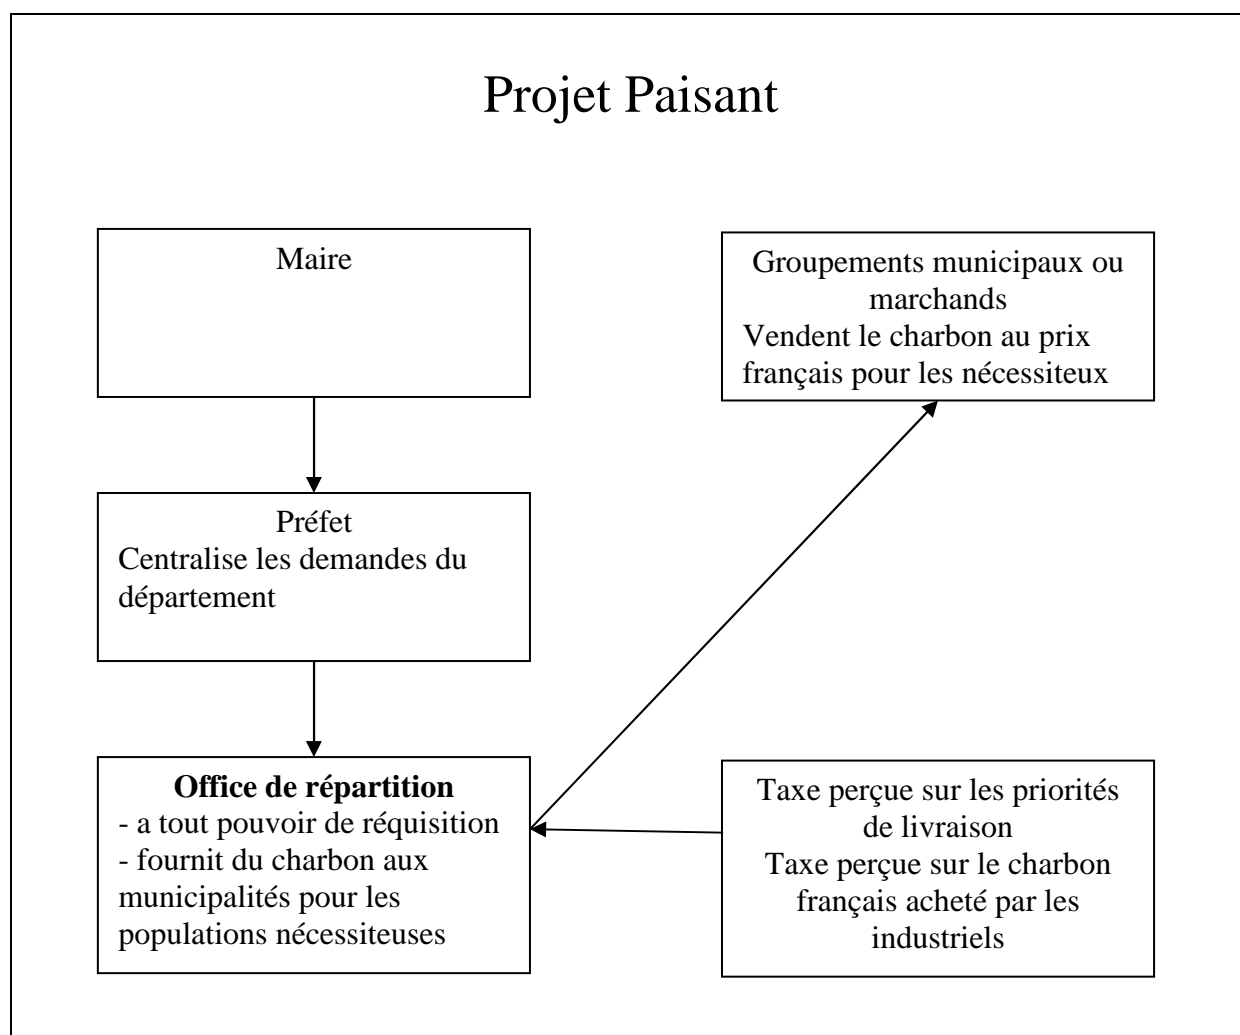 Projet Paisant
Maire
Groupements municipaux ou
marchands
Vendent le charbon au prix
français pour les nécessiteux
Préfet
Centralise les demandes du
département
Office de répartition
- a tout pouvoir de réquisition
- fournit du charbon aux
municipalités pour les
populations nécessiteuses
Taxe perçue sur les priorités
de livraison
Taxe perçue sur le charbon
français acheté par les
industriels